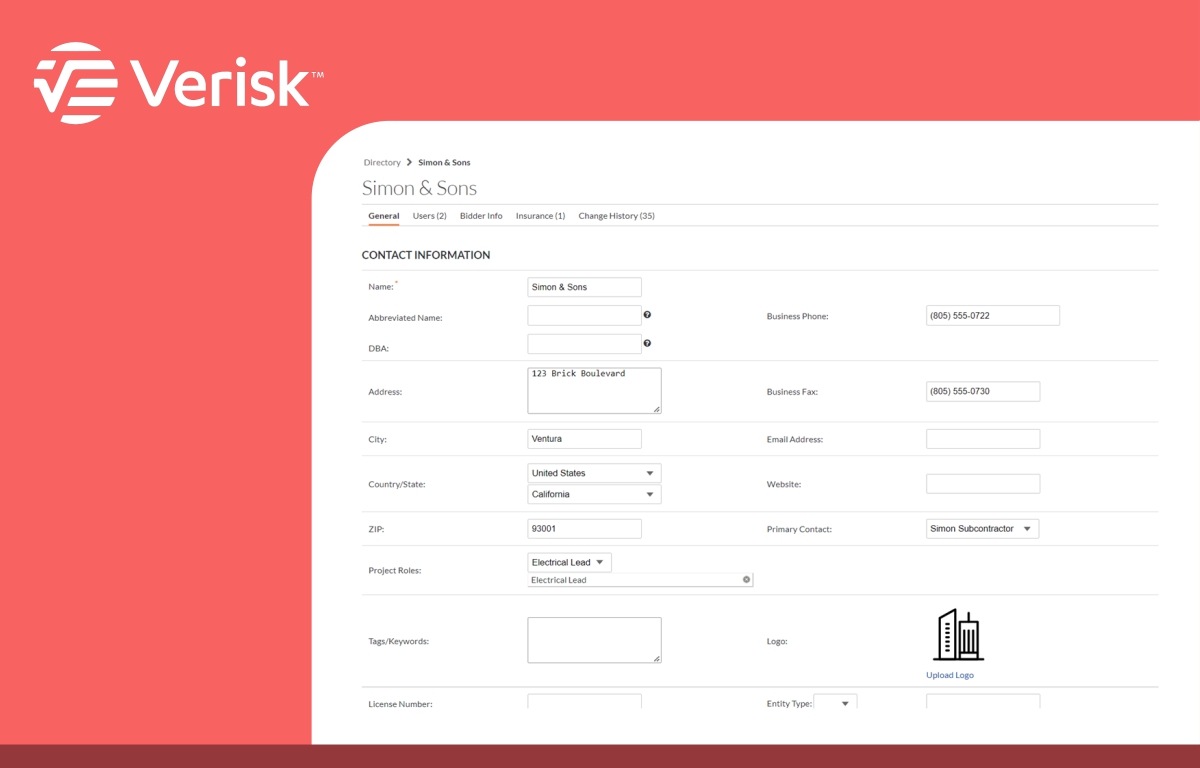 Verisk™
Directory > Simon & Sons
Simon & Sons
General Users (2) Bidder Info Insurance (1) Change History (35)
CONTACT INFORMATION
Name:* Simon & Sons
Abbreviated Name: ? Business Phone: (805) 555-0722
DBA: ?
Address: 123 Brick Boulevard Business Fax: (805) 555-0730
City: Ventura Email Address:
Country/State: United States Website:
California
ZIP: 93001 Primary Contact: Simon Subcontractor
Project Roles: Electrical Lead
Electrical Lead
Tags/Keywords: Logo:
Upload Logo
License Number: Entity Type: